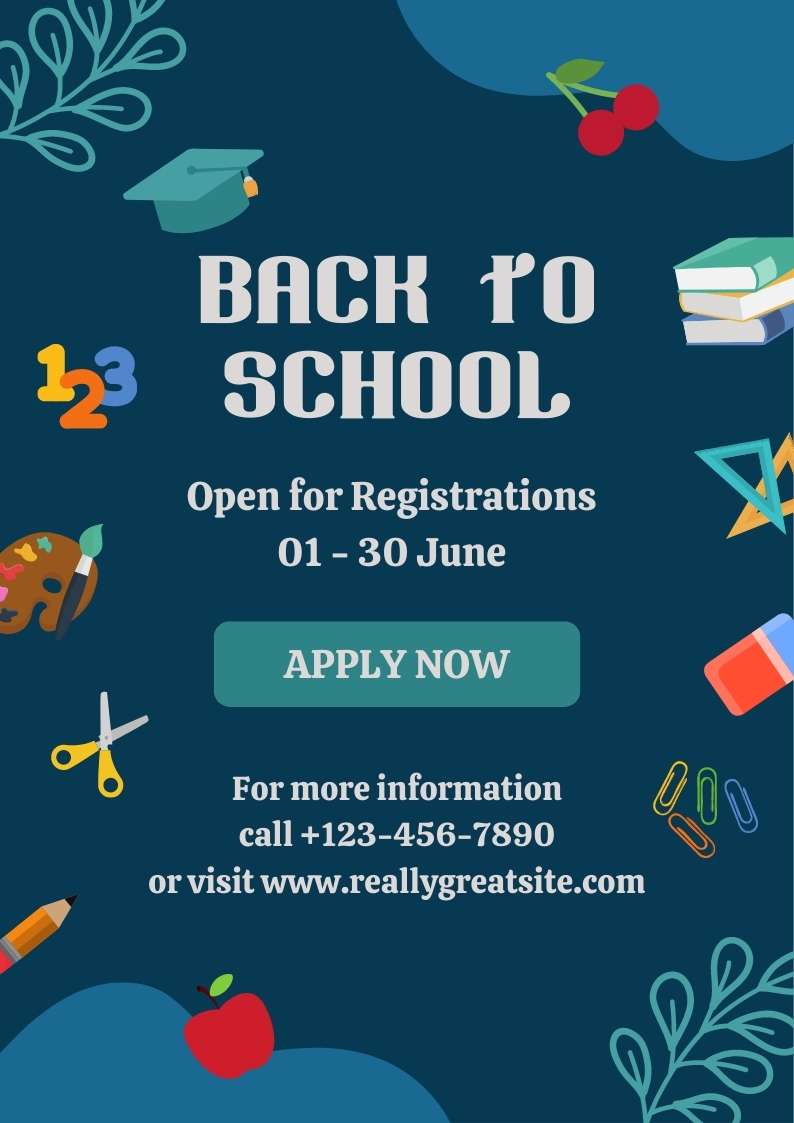 BACK TO
SCHOOL
123
Open for Registrations
01 - 30 June
APPLY NOW
For more information
call +123-456-7890
or visit www.reallygreatsite.com